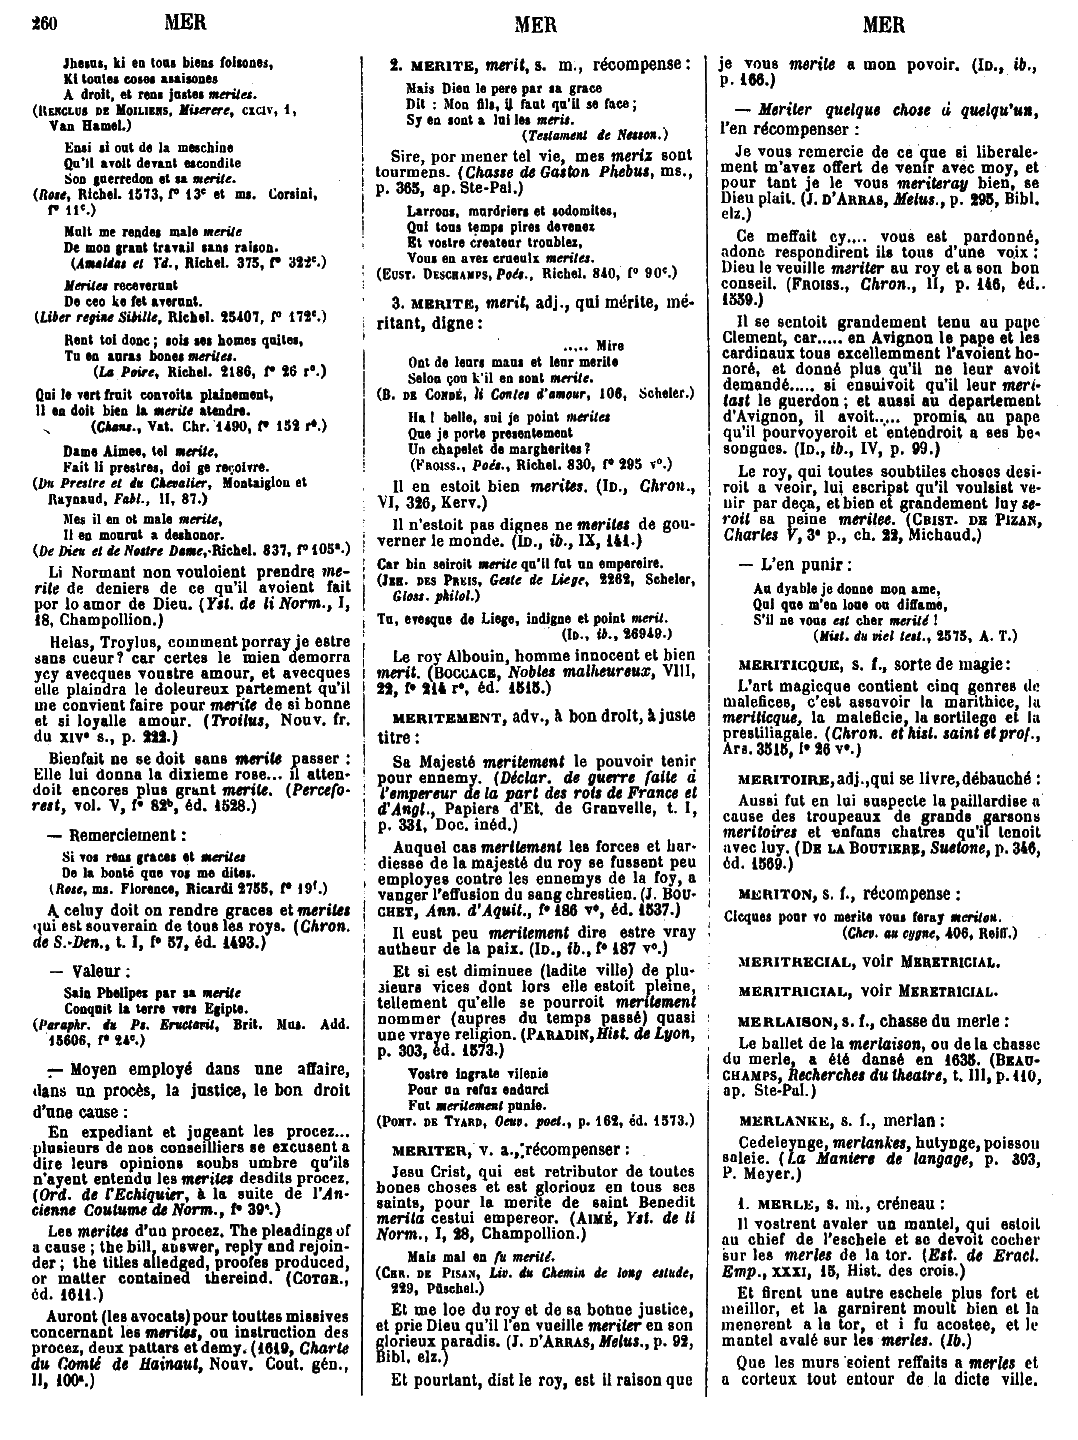 260 MER MER MER
Jhesus, ki en tous biens foisones,
Ki toutes coses asaisones
A droit, et rens justes merites.
(Renclus de Moiliens, Miserere, cxciv, 1,
Van Hamel.)
Ensi si out de la meschine
Qu'il avoit devant escondite
Son guerredon et sa merite.
(Rose, Richel. 1573, f° 13c et ms. Corsini,
f° 11c.)
Mult me rendes male merite
De mon grant travail sans raison.
(Amaldas et Yd., Richel. 375, f° 322c.)
Merites receverunt
De ceo ke fet averunt.
(Liber regine Sibille, Richel. 25407, f° 172c.)
Rent toi donc ; sois ses homes quites,
Tu en auras bones merites.
(La Poire, Richel. 2186, f° 26 r°.)
Qui le vert fruit convoita plainement,
Il en doit bien la merite atendre.
(Chans., Vat. Chr. 1490, f° 152 r°.)
Dame Aimee, tol merite,
Fait li prestres, doi ge reçoivre.
(Du Prestre et du Chevalier, Montaiglon et
Raynaud, Fabl., II, 87.)
Mes il en ot male merite,
Il en mourut a deshonor.
(De Dieu et de Nostre Dame, Richel. 837, f° 105a.)
Li Normant non vouloient prendre me-
rite de deniers de ce qu'il avoient fait
por lo amor de Dieu. (Yst. de li Norm., I,
18, Champollion.)
Helas, Troylus, comment porray je estre
sans cueur? car certes le mien demorra
ycy avecques vostre amour, et avecques
elle plaindra le doleureux partement qu'il
me convient faire pour merite de si bonne
et si loyalle amour. (Troilus, Nouv. fr.
du xive s., p. 222.)
Bienfait ne se doit sans merite passer :
Elle lui donna la dixieme rose... il atten-
doit encores plus grant merite. (Percefo-
rest, vol. V, f° 82b, éd. 1528.)
— Remerciement :
Si vos rens graces et merites
De la bonté que vos me dites.
(Rose, ms. Florence, Ricardi 2755, f° 19f.)
A celuy doit on rendre graces et merites
qui est souverain de tous les roys. (Chron.
de S.-Den., t. I, f° 57, éd. 1493.)
— Valeur :
Sain Phelipes par sa merite
Conquit la terre vers Egipte.
(Paraphr. du Ps. Eructavit, Brit. Mus. Add.
15606, f° 24c.)
— Moyen employé dans une affaire,
dans un procès, la justice, le bon droit
d'une cause :
En expediant et jugeant les procez...
plusieurs de nos conseilliers se excusent a
dire leurs opinions soubs umbre qu'ils
n'ayent entendu les merites desdits procez.
(Ord. de l'Echiquier, à la suite de l'An-
cienne Coutume de Norm., f° 39c.)
Les merites d'un procez. The pleadings of
a cause ; the bill, answer, reply and rejoin-
der ; the titles alledged, proofes produced,
or matter contained thereind. (Cotgr.,
éd. 1611.)
Auront (les avocats) pour touttes missives
concernant les merites, ou instruction des
procez, deux pattars et demy. (1619, Charte
du Comté de Hainaut, Nouv. Cout. gén.,
II, 100a.)
2. MERITE, merit, s. m., récompense :
Mais Dieu le pere par sa grace
Dit : Mon fils, il faut qu'il se face ;
Sy en sont a lui les meris.
(Testament de Nesson.)
Sire, por mener tel vie, mes meriz sont
tourmens. (Chasse de Gaston Phebus, ms.,
p. 365, ap. Ste-Pal.)
Larrons, murdriers et sodomites,
Qui tous temps pires devenez
Et vostre createur troublez,
Vous en avez crueulx merites.
(Eust. Deschamps, Poés., Richel. 840, f° 90c.)
3. MERITE, merit, adj., qui mérite, mé-
ritant, digne :
..... Mire
Ont de leurs maus et leur merite
Selon çou k'il en sont merite.
(B. de Condé, li Contes d'amour, 106, Scheler.)
Ha ! belle, sui je point merites
Que je porte presentement
Un chapelet de margherites ?
(Froiss., Poés., Richel. 830, f° 295 v°.)
Il en estoit bien merites. (Id., Chron.,
VI, 326, Kerv.)
Il n'estoit pas dignes ne merites de gou-
verner le monde. (Id., ib., IX, 141.)
Car bin seiroit merite qu'il fut un empereire.
(Jeh. des Preis, Geste de Liege, 2262, Scheler,
Gloss. philol.)
Tu, evesque de Liege, indigne et point merit.
(Id., ib., 26949.)
Le roy Albouin, homme innocent et bien
merit. (Boccace, Nobles malheureux, VIII,
22, f° 214 r°, éd. 1515.)
MERITEMENT, adv., à bon droit, à juste
titre :
Sa Majesté meritement le pouvoir tenir
pour ennemy. (Déclar. de guerre faite à
l'empereur de la part des rois de France et
d'Angl., Papiers d'Et. de Granvelle, t. I,
p. 331, Doc. inéd.)
Auquel cas meritement les forces et har-
diesse de la majesté du roy se fussent peu
employes contre les ennemys de la foy, a
vanger l'effusion du sang chrestien. (J. Bou-
chet, Ann. d'Aquit., f° 186 v°, éd. 1537.)
Il eust peu meritement dire estre vray
autheur de la paix. (Id., ib., f° 187 v°.)
Et si est diminuee (ladite ville) de plu-
sieurs vices dont lors elle estoit pleine,
tellement qu'elle se pourroit meritement
nommer (aupres du temps passé) quasi
une vraye religion. (Paradin, Hist. de Lyon,
p. 303, éd. 1573.)
Vostre ingrate vilenie
Pour un refuz endurci
Fut meritement punie.
(Pont. de Tyard, Oeuv. poet., p. 162, éd. 1573.)
MERITER, v. a., récompenser :
Jesu Crist, qui est retributor de toutes
bones choses et est gloriouz en tous ses
saints, pour la merite de saint Benedit
merita cestui empereor. (Aimé, Yst. de li
Norm., I, 28, Champollion.)
Mais mal en fu merité.
(Chr. de Pisan, Liv. du Chemin de long estude,
229, Püschel.)
Et me loe du roy et de sa bonne justice,
et prie Dieu qu'il l'en vueille meriter en son
glorieux paradis. (J. d'Arras, Melus., p. 92,
Bibl. elz.)
Et pourtant, dist le roy, est il raison que
je vous merite a mon povoir. (Id., ib.,
p. 166.)
— Meriter quelque chose à quelqu'un,
l'en récompenser :
Je vous remercie de ce que si liberale-
ment m'avez offert de venir avec moy, et
pour tant je le vous meriteray bien, se
Dieu plait. (J. d'Arras, Melus., p. 295, Bibl.
elz.)
Ce meffait cy.... vous est pardonné,
adonc respondirent ils tous d'une voix :
Dieu le veuille meriter au roy et a son bon
conseil. (Froiss., Chron., II, p. 146, éd..
1559.)
Il se sentoit grandement tenu au pape
Clement, car..... en Avignon le pape et les
cardinaux tous excellemment l'avoient ho-
noré, et donné plus qu'il ne leur avoit
demandé..... si ensuivoit qu'il leur meri-
tast le guerdon ; et aussi au departement
d'Avignon, il avoit..... promis au pape
qu'il pourvoyeroit et entendroit a ses be-
songnes. (Id., ib., IV, p. 99.)
Le roy, qui toutes soubtiles choses desi-
roit a veoir, lui escripst qu'il voulsist ve-
nir par deça, et bien et grandement luy se-
roit sa peine meritee. (Crist. de Pizan,
Charles V, 3e p., ch. 22, Michaud.)
— L'en punir :
Au dyable je donne mon ame,
Qui que m'en loue ou diffame,
S'il ne vous est cher merité !
(Mist. du viel test., 2575, A. T.)
MERITICQUE, s. f., sorte de magie :
L'art magicque contient cinq genres de
malefices, c'est assavoir la marithice, la
meriticque, la maleficie, la sortilege et la
prestiliagale. (Chron. et hist. saint et prof.,
Ars. 3515, f° 26 v°.)
MERITOIRE, adj., qui se livre, débauché :
Aussi fut en lui suspecte la paillardise a
cause des troupeaux de grands garsons
meritoires et enfans chatres qu'il tenoit
avec luy. (De la Boutiere, Suetone, p. 346,
éd. 1569.)
MERITON, s. f., récompense :
Cicques pour vo merite vous feray meriton.
(Chev. au cygne, 406, Reiff.)
MERITRECIAL, voir Meretricial.
MERITRICIAL, voir Meretricial.
MERLAISON, s. f., chasse du merle :
Le ballet de la merlaison, ou de la chasse
du merle, a été dansé en 1635. (Beau-
champs, Recherches du theatre, t. III, p. 110,
ap. Ste-Pal.)
MERLANKE, s. f., merlan :
Cedeleynge, merlankes, hutynge, poissou
saleie. (La Maniere de langage, p. 393,
P. Meyer.)
1. MERLE, s. m., créneau :
Il vostrent avaler un mantel, qui estoit
au chief de l'eschele et se devoit cocher
sur les merles de la tor. (Est. de Eracl.
Emp., xxxi, 15, Hist. des crois.)
Et firent une autre eschele plus fort et
meillor, et la garnirent moult bien et la
menerent a la tor, et i fu acostee, et le
mantel avalé sur les merles. (Ib.)
Que les murs soient reffaits a merles et
a corteux tout entour de la dicte ville.